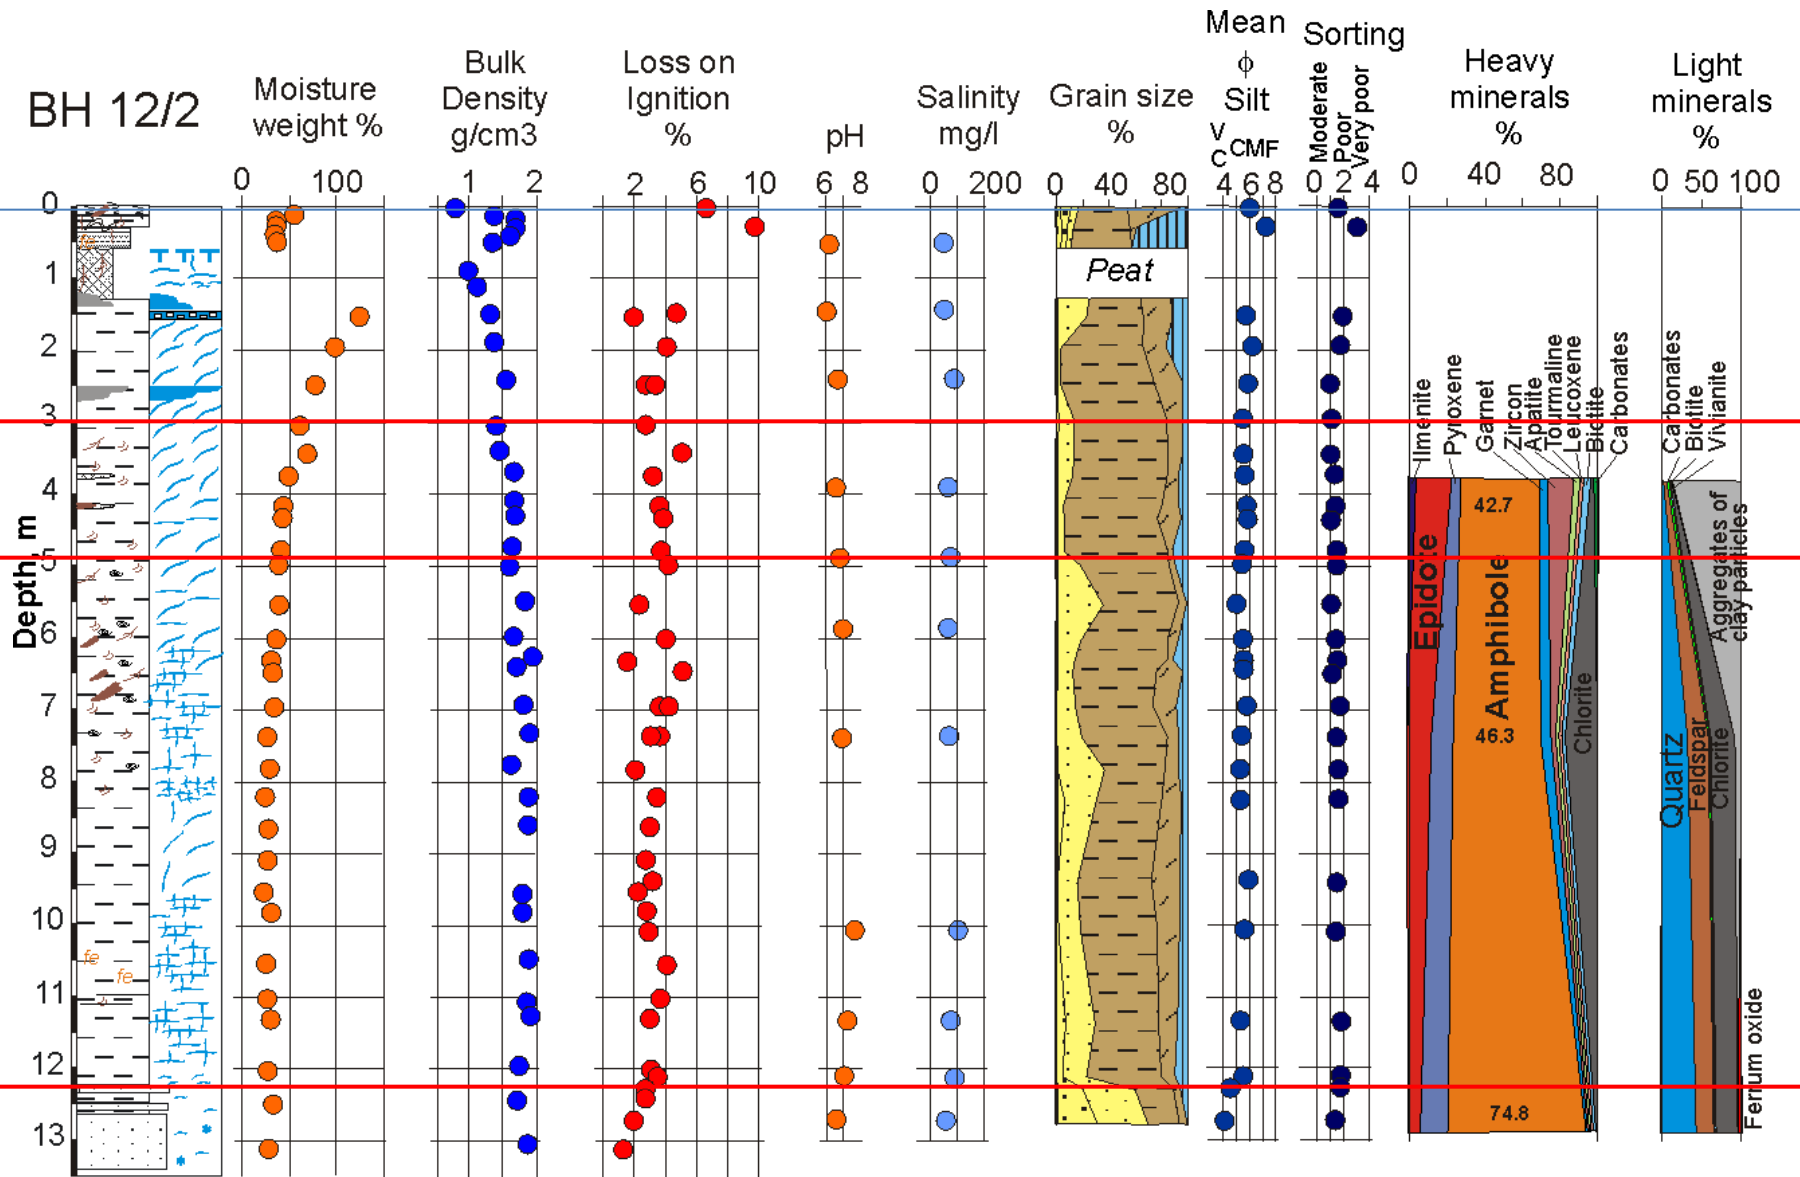 BH 12/2
Moisture
weight %
0 100
Bulk
Density
g/cm3
1 2
Loss on
Ignition
%
2 6 10
pH
6 8
Salinity
mg/l
0 200
Grain size
%
0 40 80
Mean
ϕ
Silt
V
C CMF
4 6 8
Sorting
Moderate
Poor
Very poor
0 2 4
Heavy
minerals
%
0 40 80
Light
minerals
%
0 50 100
Depth, m
0
1
2
3
4
5
6
7
8
9
10
11
12
13
fe
fe
fe
Peat
Ilmenite
Pyroxene
Garnet
Zircon
Apatite
Tourmaline
Leucoxene
Biotite
Carbonates
Epidote
Amphibole
42.7
46.3
74.8
Chlorite
Carbonates
Biotite
Vivianite
Quartz
Feldspar
Chlorite
Aggregates of
clay particles
Ferrum oxide